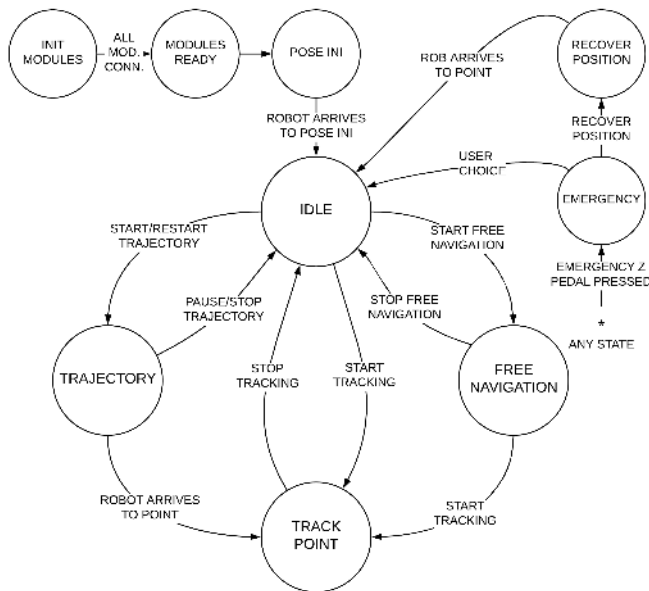 INIT
MODULES
ALL
MOD.
CONN.
MODULES
READY
POSE INI
ROB ARRIVES
TO POINT
RECOVER
POSITION
ROBOT ARRIVES
TO POSE INI
RECOVER
POSITION
USER
CHOICE
EMERGENCY
IDLE
START/RESTART
TRAJECTORY
START FREE
NAVIGATION
EMERGENCY Z
PEDAL PRESSED
PAUSE/STOP
TRAJECTORY
STOP FREE
NAVIGATION
*
ANY STATE
TRAJECTORY
STOP
TRACKING
START
TRACKING
FREE
NAVIGATION
ROBOT ARRIVES
TO POINT
START
TRACKING
TRACK
POINT